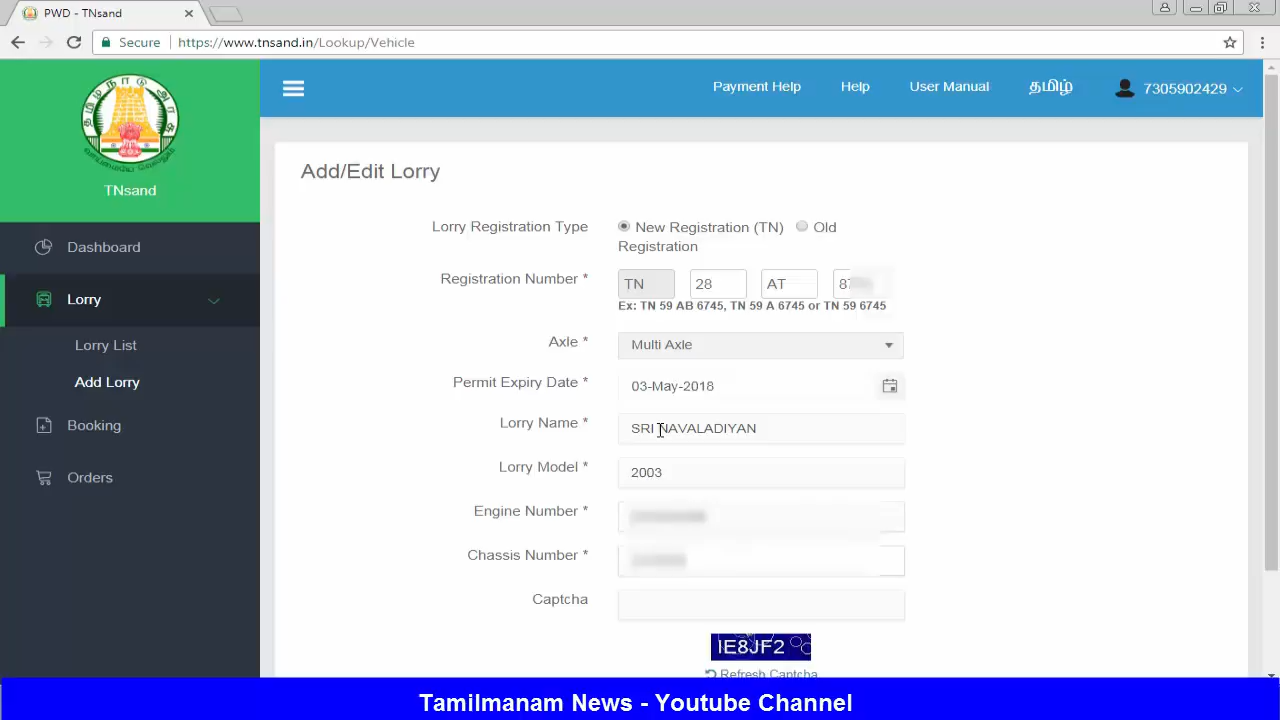 PWD - TNsand
Secure https://www.tnsand.in/Lookup/Vehicle
Payment Help Help User Manual தமிழ் 7305902429
TNsand
Dashboard
Lorry
Lorry List
Add Lorry
Booking
Orders
Add/Edit Lorry
Lorry Registration Type New Registration (TN) Old
Registration
Registration Number * TN 28 AT
Ex: TN 59 AB 6745, TN 59 A 6745 or TN 59 6745
Axle * Multi Axle
Permit Expiry Date * 03-May-2018
Lorry Name * SRI NAVALADIYAN
Lorry Model * 2003
Engine Number *
Chassis Number *
Captcha
IE8JF2
Refresh Captcha
Tamilmanam News - Youtube Channel